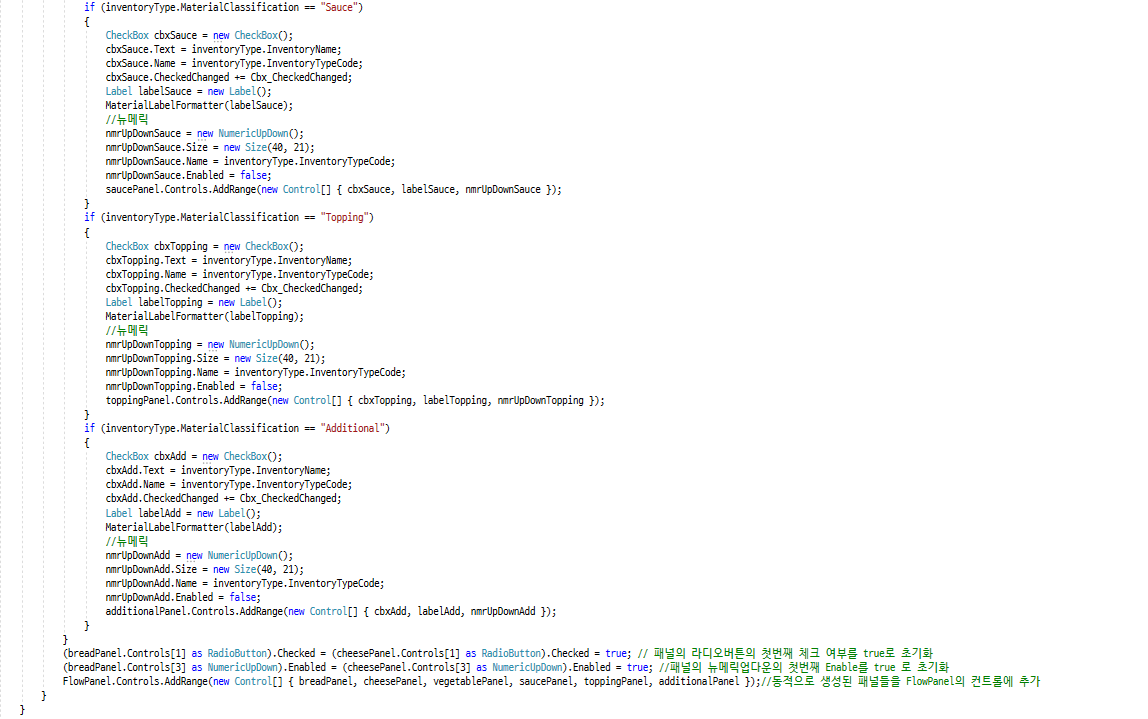 if (inventoryType.MaterialClassification == "Sauce")
{
CheckBox cbxSauce = new CheckBox();
cbxSauce.Text = inventoryType.InventoryName;
cbxSauce.Name = inventoryType.InventoryTypeCode;
cbxSauce.CheckedChanged += Cbx_CheckedChanged;
Label labelSauce = new Label();
MaterialLabelFormatter(labelSauce);
//뉴메릭
nmrUpDownSauce = new NumericUpDown();
nmrUpDownSauce.Size = new Size(40, 21);
nmrUpDownSauce.Name = inventoryType.InventoryTypeCode;
nmrUpDownSauce.Enabled = false;
saucePanel.Controls.AddRange(new Control[] { cbxSauce, labelSauce, nmrUpDownSauce });
}
if (inventoryType.MaterialClassification == "Topping")
{
CheckBox cbxTopping = new CheckBox();
cbxTopping.Text = inventoryType.InventoryName;
cbxTopping.Name = inventoryType.InventoryTypeCode;
cbxTopping.CheckedChanged += Cbx_CheckedChanged;
Label labelTopping = new Label();
MaterialLabelFormatter(labelTopping);
//뉴메릭
nmrUpDownTopping = new NumericUpDown();
nmrUpDownTopping.Size = new Size(40, 21);
nmrUpDownTopping.Name = inventoryType.InventoryTypeCode;
nmrUpDownTopping.Enabled = false;
toppingPanel.Controls.AddRange(new Control[] { cbxTopping, labelTopping, nmrUpDownTopping });
}
if (inventoryType.MaterialClassification == "Additional")
{
CheckBox cbxAdd = new CheckBox();
cbxAdd.Text = inventoryType.InventoryName;
cbxAdd.Name = inventoryType.InventoryTypeCode;
cbxAdd.CheckedChanged += Cbx_CheckedChanged;
Label labelAdd = new Label();
MaterialLabelFormatter(labelAdd);
//뉴메릭
nmrUpDownAdd = new NumericUpDown();
nmrUpDownAdd.Size = new Size(40, 21);
nmrUpDownAdd.Name = inventoryType.InventoryTypeCode;
nmrUpDownAdd.Enabled = false;
additionalPanel.Controls.AddRange(new Control[] { cbxAdd, labelAdd, nmrUpDownAdd });
}
}
(breadPanel.Controls[1] as RadioButton).Checked = (cheesePanel.Controls[1] as RadioButton).Checked = true; // 패널의 라디오버튼의 첫번째 체크 여부를 true로 초기화
(breadPanel.Controls[3] as NumericUpDown).Enabled = (cheesePanel.Controls[3] as NumericUpDown).Enabled = true; //패널의 뉴메릭업다운의 첫번째 Enable를 true 로 초기화
FlowPanel.Controls.AddRange(new Control[] { breadPanel, cheesePanel, vegetablePanel, saucePanel, toppingPanel, additionalPanel });//동적으로 생성된 패널들을 FlowPanel의 컨트롤에 추가
}
}